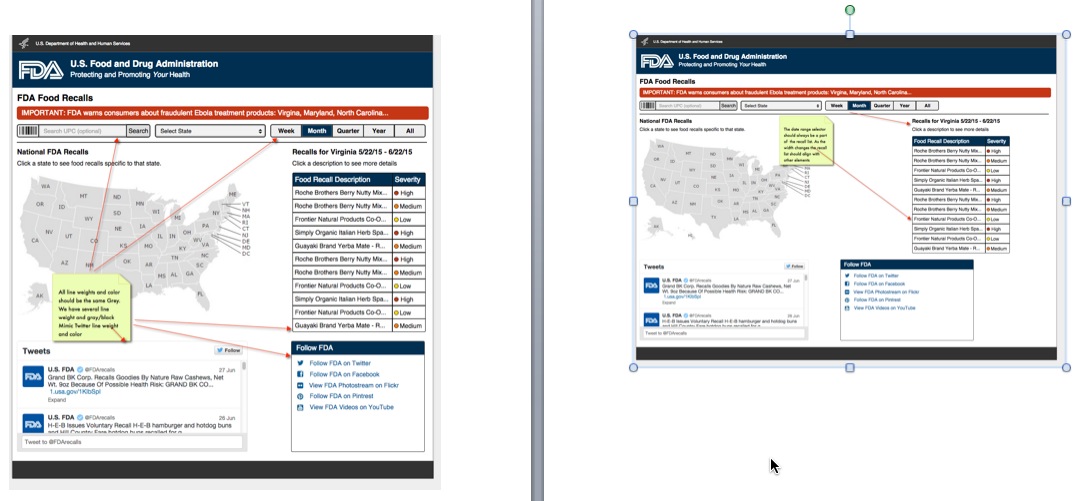 U.S. Department of Health and Human Services
FDA U.S. Food and Drug Administration
Protecting and Promoting Your Health
FDA Food Recalls
IMPORTANT: FDA warns consumers about fraudulent Ebola treatment products: Virgina, Maryland, North Carolina...
Search UPC (optional) Search Select State Week Month Quarter Year All
National FDA Recalls
Click a state to see food recalls specific to that state.
WA
MT
ND
MN
OR
ID
SD
WI
MI
WY
IA
NV
UT
CO
IL
IN
OH
PA
CA
KS
MO
KY
WV
VA
AZ
NM
OK
AR
TN
NC
MS
AL
GA
SC
LA
FL
AK
NY
ME
VT
NH
MA
RI
CT
NJ
DE
MD
DC
All line weights and color
should be the same Grey.
We have several line
weight and gray/black
Mimic Twitter line weight
and color
Recalls for Virginia 5/22/15 - 6/22/15
Click a description to see more details
Food Recall Description Severity
Roche Brothers Berry Nutty Mix... High
Roche Brothers Berry Nutty Mix... Medium
Frontier Natural Products Co-O... Low
Simply Organic Italian Herb Spa... High
Guayaki Brand Yerba Mate - R... Medium
Roche Brothers Berry Nutty Mix... High
Roche Brothers Berry Nutty Mix... Medium
Frontier Natural Products Co-O... Low
Simply Organic Italian Herb Spa... High
Frontier Natural Products Co-O... Low
Guayaki Brand Yerba Mate - R... Medium
Tweets Follow
FDA U.S. FDA @FDArecalls 27 Jun
Grand BK Corp. Recalls Goodies By Nature Raw Cashews, Net
Wt. 9oz Because Of Possible Health Risk: GRAND BK CO...
1.usa.gov/1KIbSpl
Expand
FDA U.S. FDA @FDArecalls 26 Jun
H-E-B Issues Voluntary Recall H-E-B hamburger and hotdog buns
and Hill Country Fare hotdog buns recalled for p
Tweet to @FDArecalls
Follow FDA
Follow FDA on Twitter
Follow FDA on Facebook
View FDA Photostream on Flickr
Follow FDA on Pintrest
View FDA Videos on YouTube
U.S. Department of Health and Human Services
FDA U.S. Food and Drug Administration
Protecting and Promoting Your Health
FDA Food Recalls
IMPORTANT: FDA warns consumers about fraudulent Ebola treatment products: Virgina, Maryland, North Carolina...
Search UPC (optional) Search Select State Week Month Quarter Year All
National FDA Recalls
Click a state to see food recalls specific to that state.
The date range selector
should always be a part
of the recall list. As the
width changes the recall
list should align with
other elements
Recalls for Virginia 5/22/15 - 6/22/15
Click a description to see more details
Food Recall Description Severity
Roche Brothers Berry Nutty Mix... High
Roche Brothers Berry Nutty Mix... Medium
Frontier Natural Products Co-O... Low
Simply Organic Italian Herb Spa... High
Guayaki Brand Yerba Mate - R... Medium
Roche Brothers Berry Nutty Mix... High
Roche Brothers Berry Nutty Mix... Medium
Frontier Natural Products Co-O... Low
Simply Organic Italian Herb Spa... High
Frontier Natural Products Co-O... Low
Guayaki Brand Yerba Mate - R... Medium
Tweets Follow
FDA U.S. FDA @FDArecalls 27 Jun
Grand BK Corp. Recalls Goodies By Nature Raw Cashews, Net
Wt. 9oz Because Of Possible Health Risk: GRAND BK CO...
1.usa.gov/1KIbSpl
Expand
FDA U.S. FDA @FDArecalls 26 Jun
H-E-B Issues Voluntary Recall H-E-B hamburger and hotdog buns
Tweet to @FDArecalls
Follow FDA
Follow FDA on Twitter
Follow FDA on Facebook
View FDA Photostream on Flickr
Follow FDA on Pintrest
View FDA Videos on YouTube